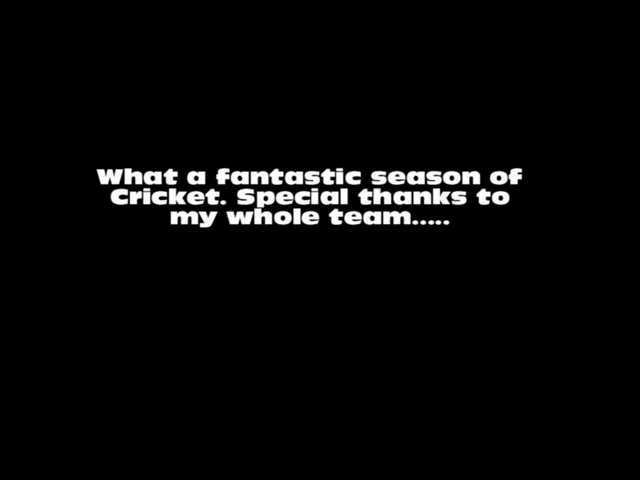 What a fantastic season of
Cricket. Special thanks to
my whole team.....